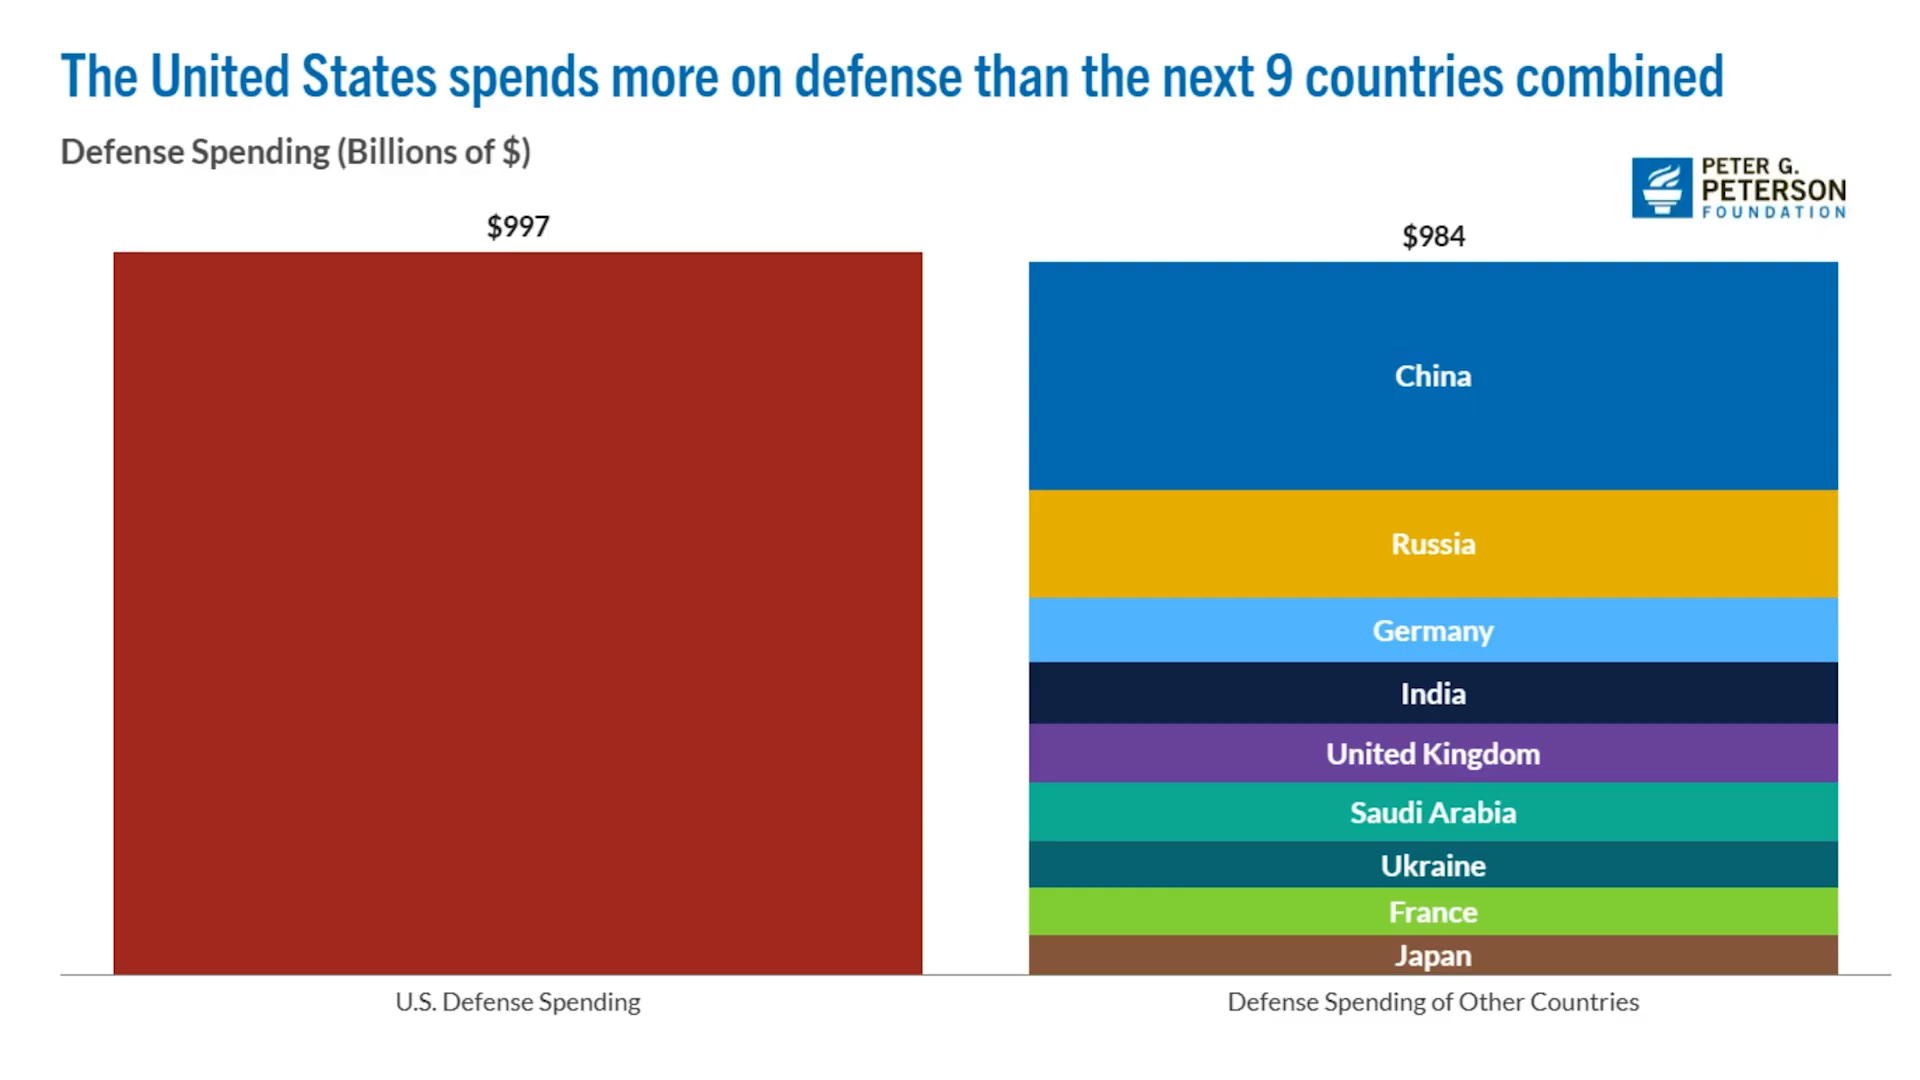 The United States spends more on defense than the next 9 countries combined
Defense Spending (Billions of $)
PETER G.
PETERSON
FOUNDATION
$997
$984
China
Russia
Germany
India
United Kingdom
Saudi Arabia
Ukraine
France
Japan
U.S. Defense Spending
Defense Spending of Other Countries